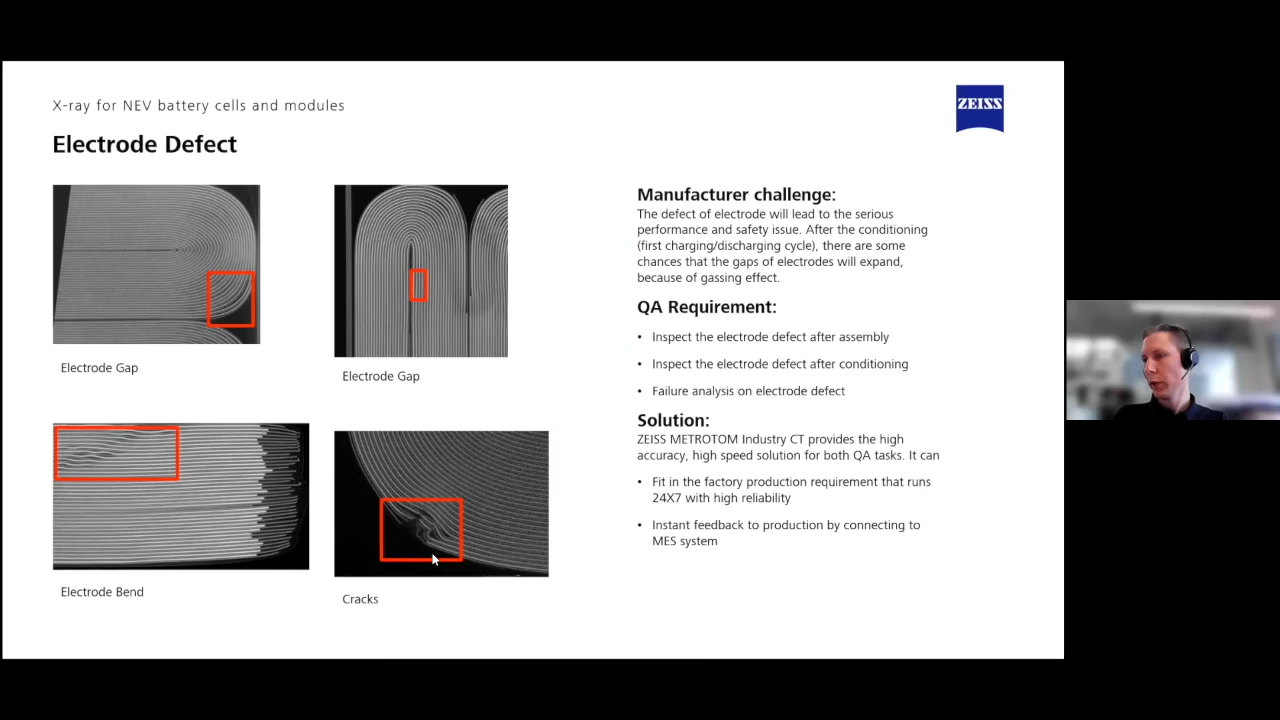 X-ray for NEV battery cells and modules
ZEISS
Electrode Defect
Electrode Gap
Electrode Gap
Electrode Bend
Cracks
Manufacturer challenge:
The defect of electrode will lead to the serious
performance and safety issue. After the conditioning
(first charging/discharging cycle), there are some
chances that the gaps of electrodes will expand,
because of gassing effect.
QA Requirement:
• Inspect the electrode defect after assembly
• Inspect the electrode defect after conditioning
• Failure analysis on electrode defect
Solution:
ZEISS METROTOM Industry CT provides the high
accuracy, high speed solution for both QA tasks. It can
• Fit in the factory production requirement that runs
24X7 with high reliability
• Instant feedback to production by connecting to
MES system